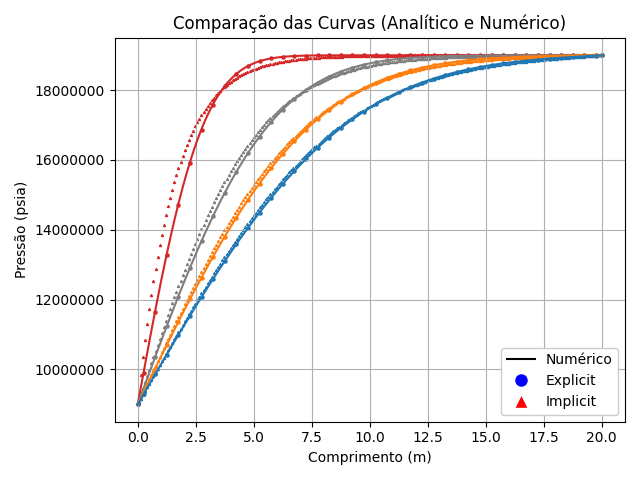 Comparação das Curvas (Analítico e Numérico)
Pressão (psia)
18000000
16000000
14000000
12000000
10000000
Numérico
Explicit
Implicit
0.0 2.5 5.0 7.5 10.0 12.5 15.0 17.5 20.0
Comprimento (m)